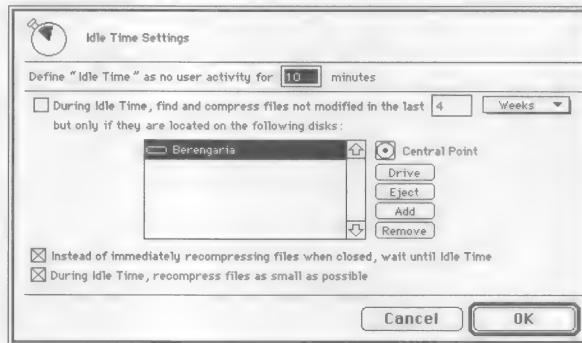 Idle Time Settings
Define "Idle Time" as no user activity for 10 minutes
During Idle Time, find and compress files not modified in the last 4 Weeks
but only if they are located on the following disks:
Berengaria
Central Point
Drive
Eject
Add
Remove
Instead of immediately recompressing files when closed, wait until Idle Time
During Idle Time, recompress files as small as possible
Cancel OK